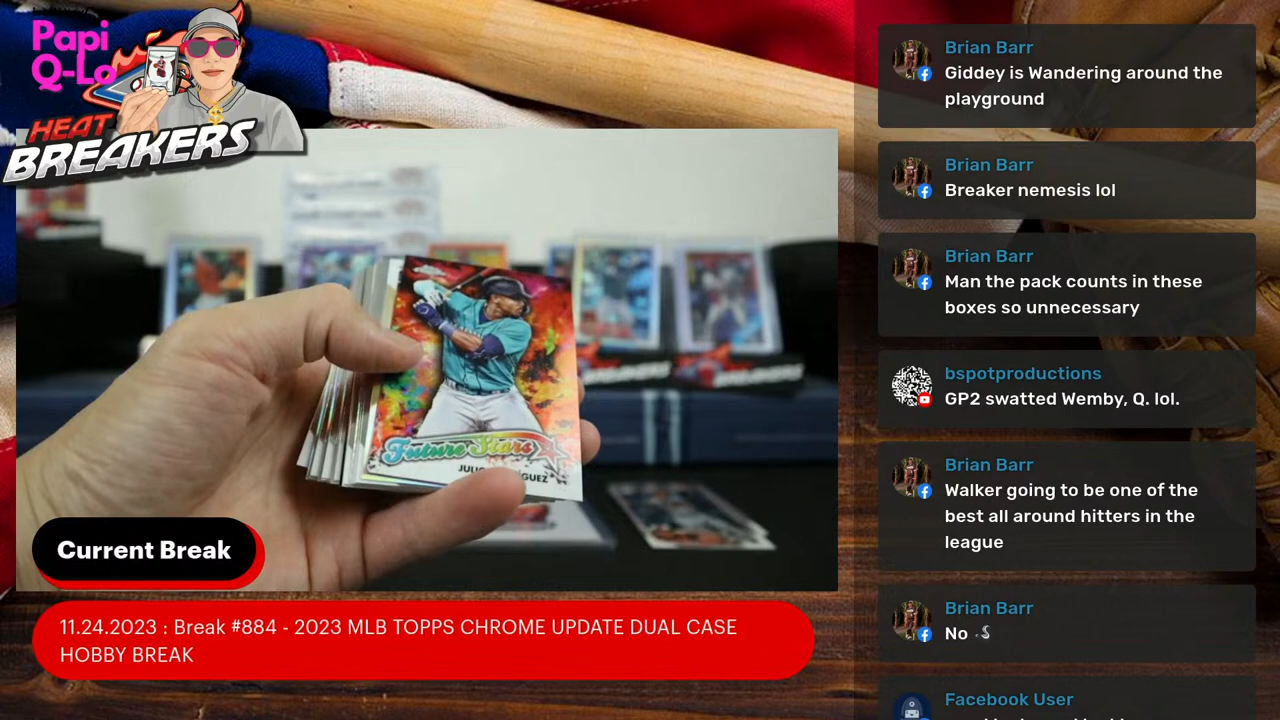 Papi
Q-Lo
HEAT
BREAKERS
Future Stars
Current Break
11.24.2023 : Break #884 - 2023 MLB TOPPS CHROME UPDATE DUAL CASE
HOBBY BREAK
Brian Barr
Giddey is Wandering around the
playground
Brian Barr
Breaker nemesis lol
Brian Barr
Man the pack counts in these
boxes so unnecessary
bspotproductions
GP2 swatted Wemby, Q. lol.
Brian Barr
Walker going to be one of the
best all around hitters in the
league
Brian Barr
No
Facebook User